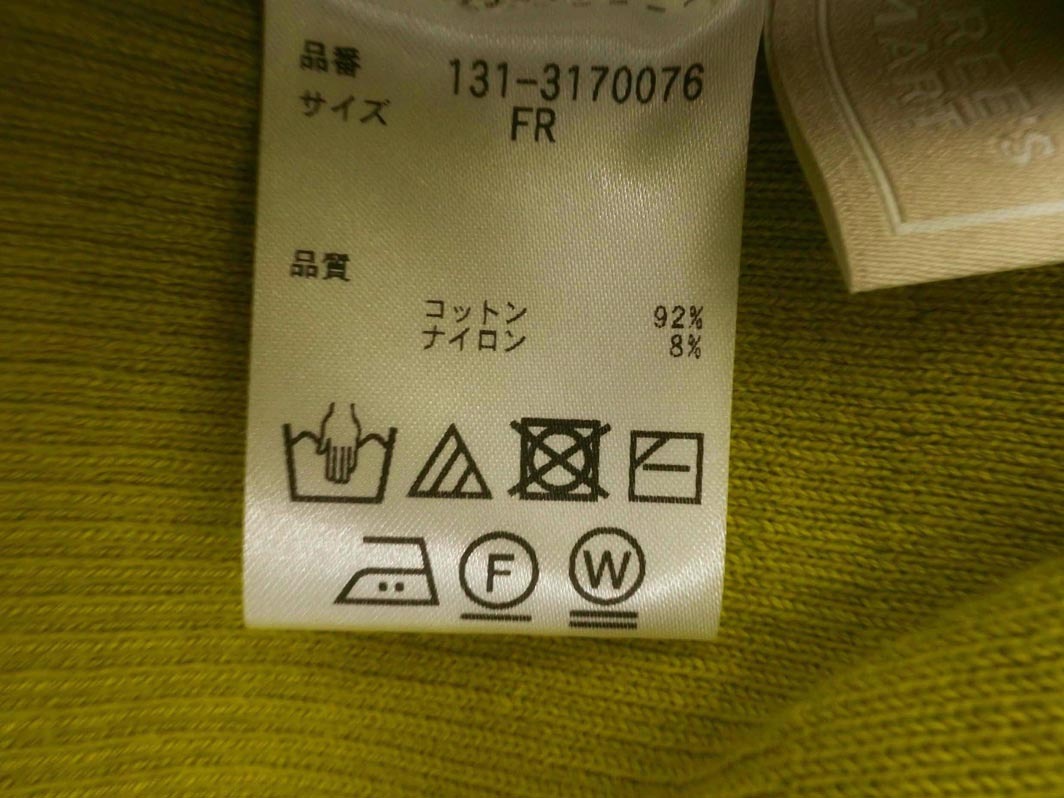 品番 131-3170076
サイズ FR
品質
コットン 92%
ナイロン 8%
F W